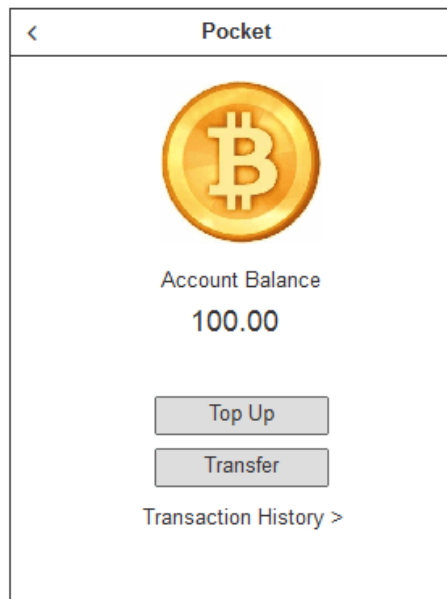 < Pocket
Account Balance
100.00
Top Up
Transfer
Transaction History >